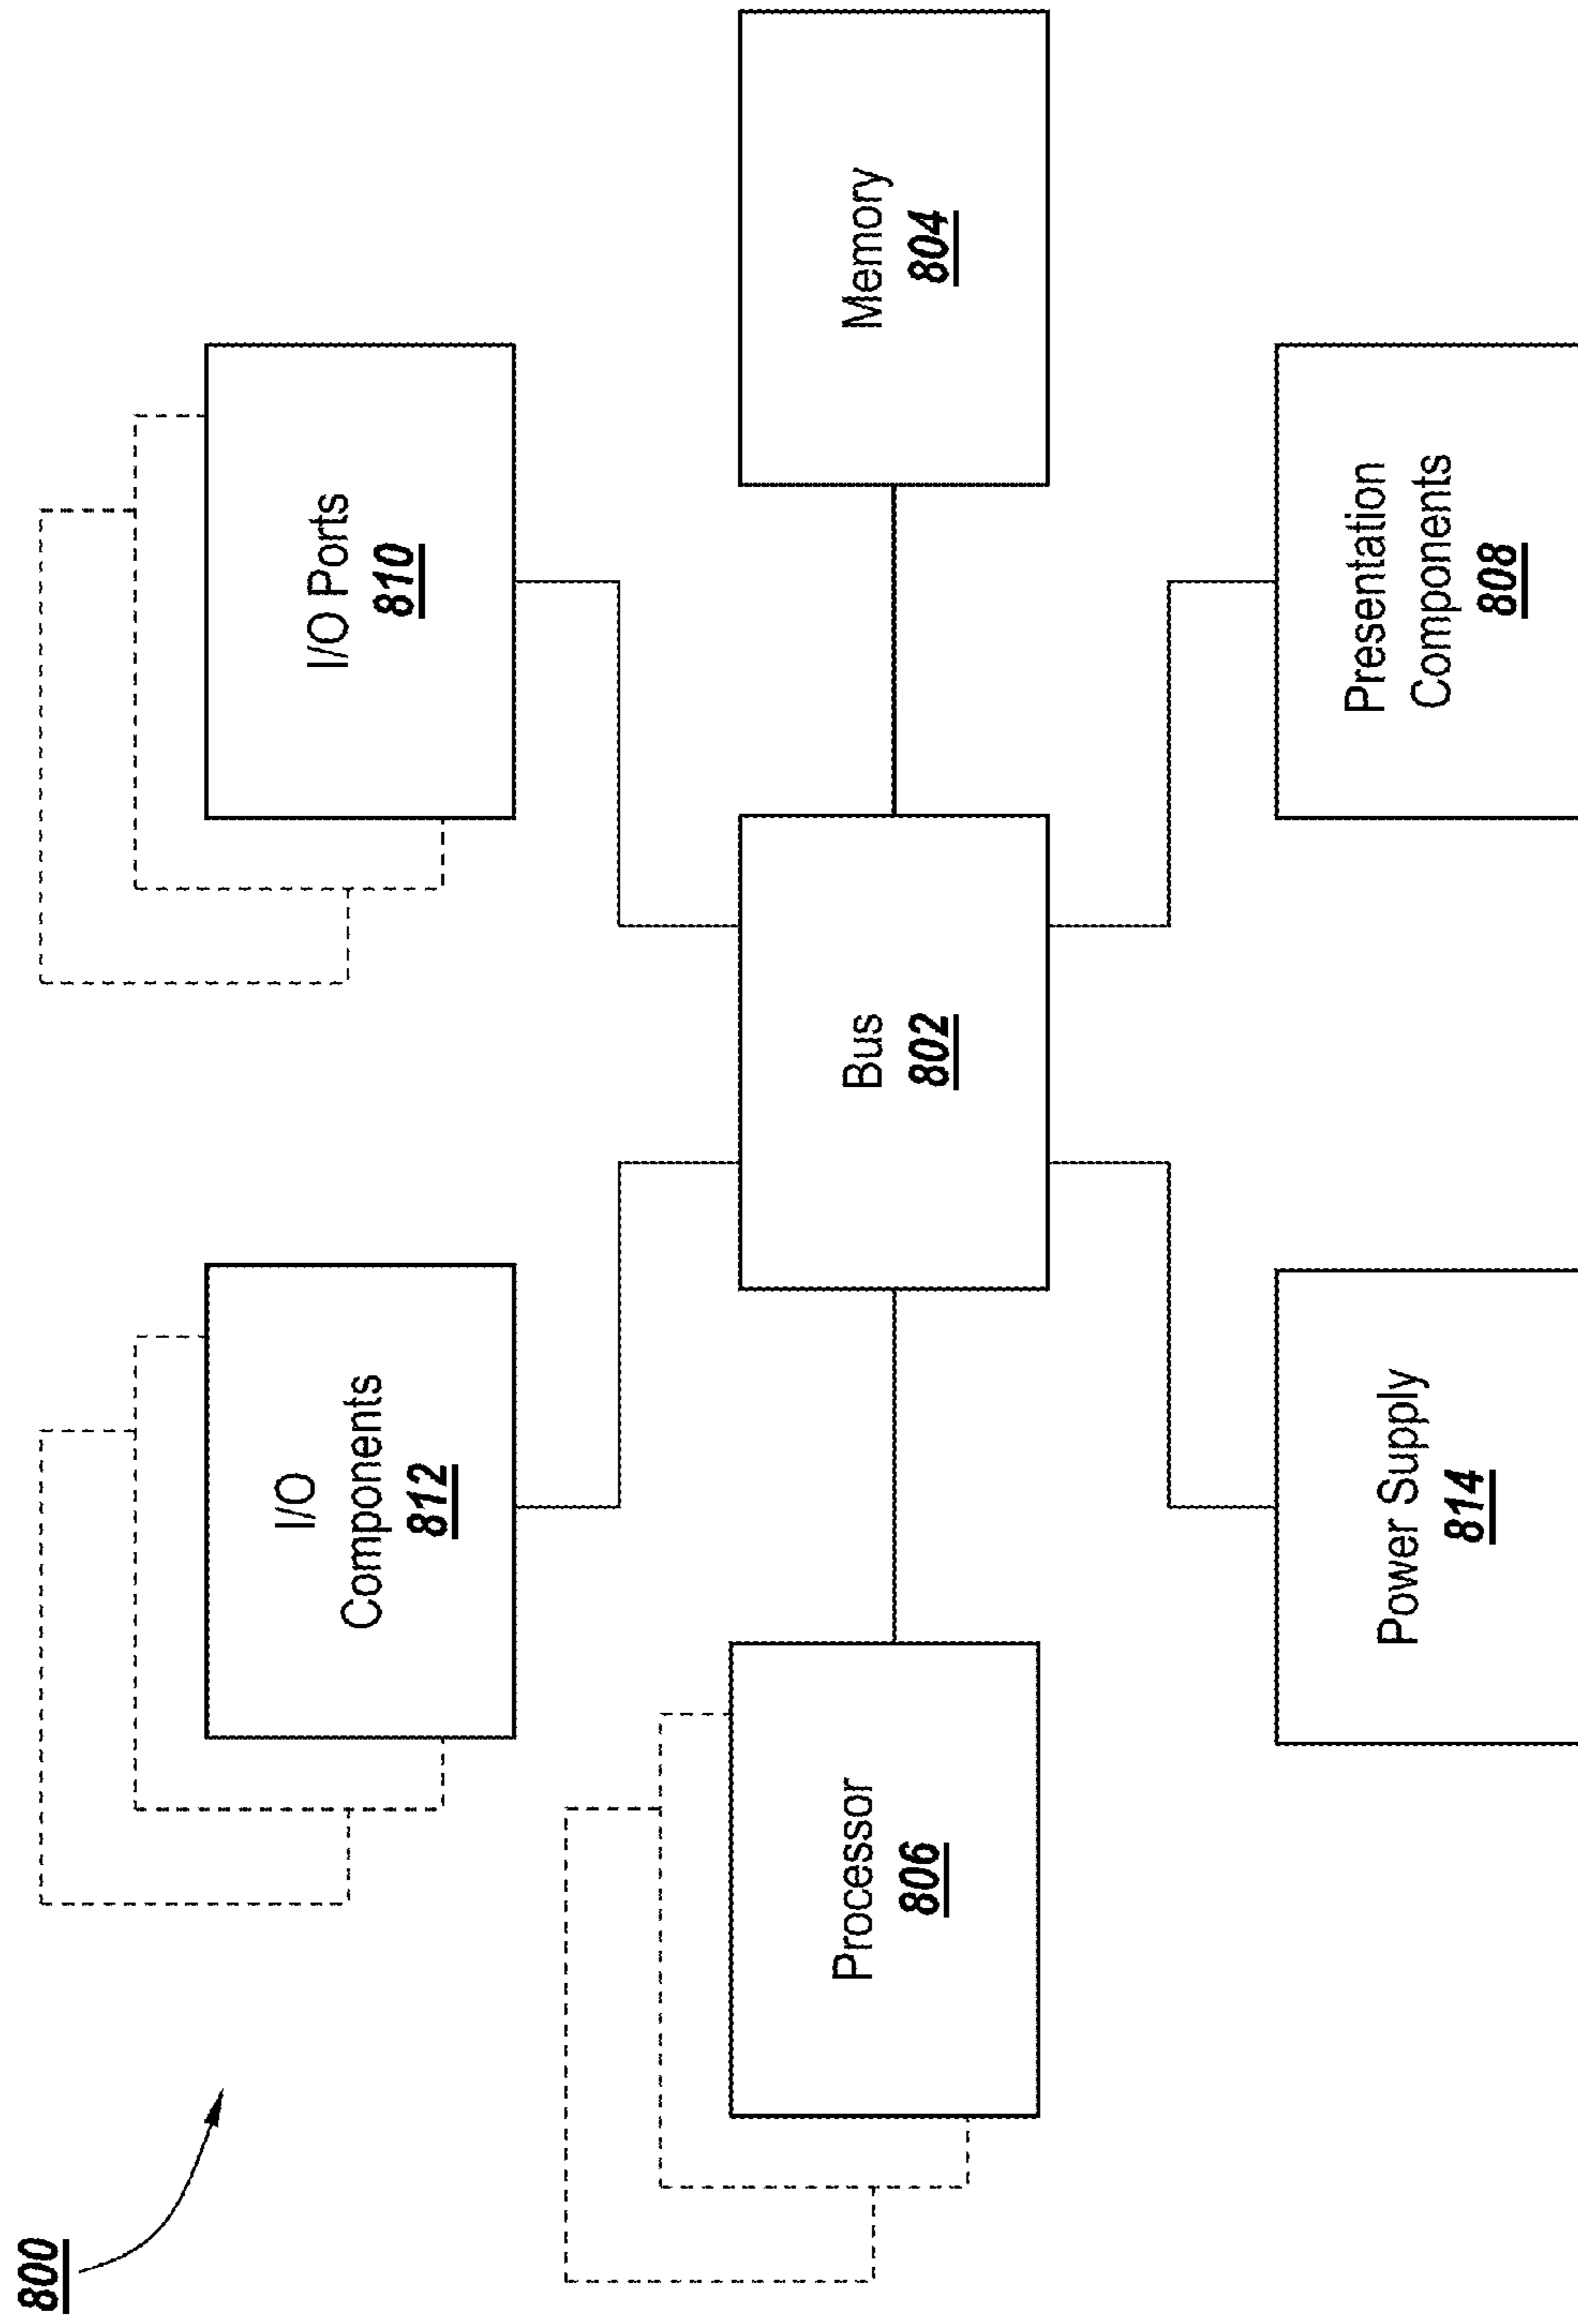 800
I/O
Components
812
I/O Ports
810
Processor
806
Bus
802
Memory
804
Power Supply
814
Presentation
Components
808